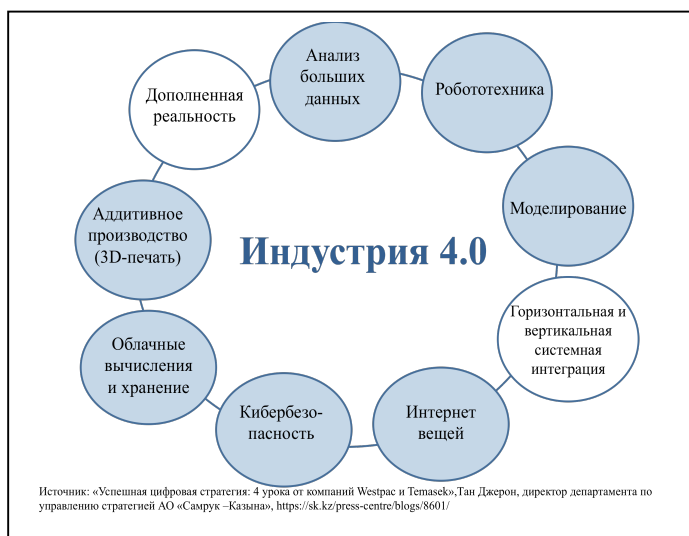 Анализ
больших
данных
Робототехника
Моделирование
Горизонтальная и
вертикальная
системная
интеграция
Интернет
вещей
Кибербезо-
пасность
Облачные
вычисления
и хранение
Аддитивное
производство
(3D-печать)
Дополненная
реальность
Индустрия 4.0
Источник: «Успешная цифровая стратегия: 4 урока от компаний Westpac и Temasek»,Тан Джерон, директор департамента по
управлению стратегией АО «Самрук –Казына», https://sk.kz/press-centre/blogs/8601/